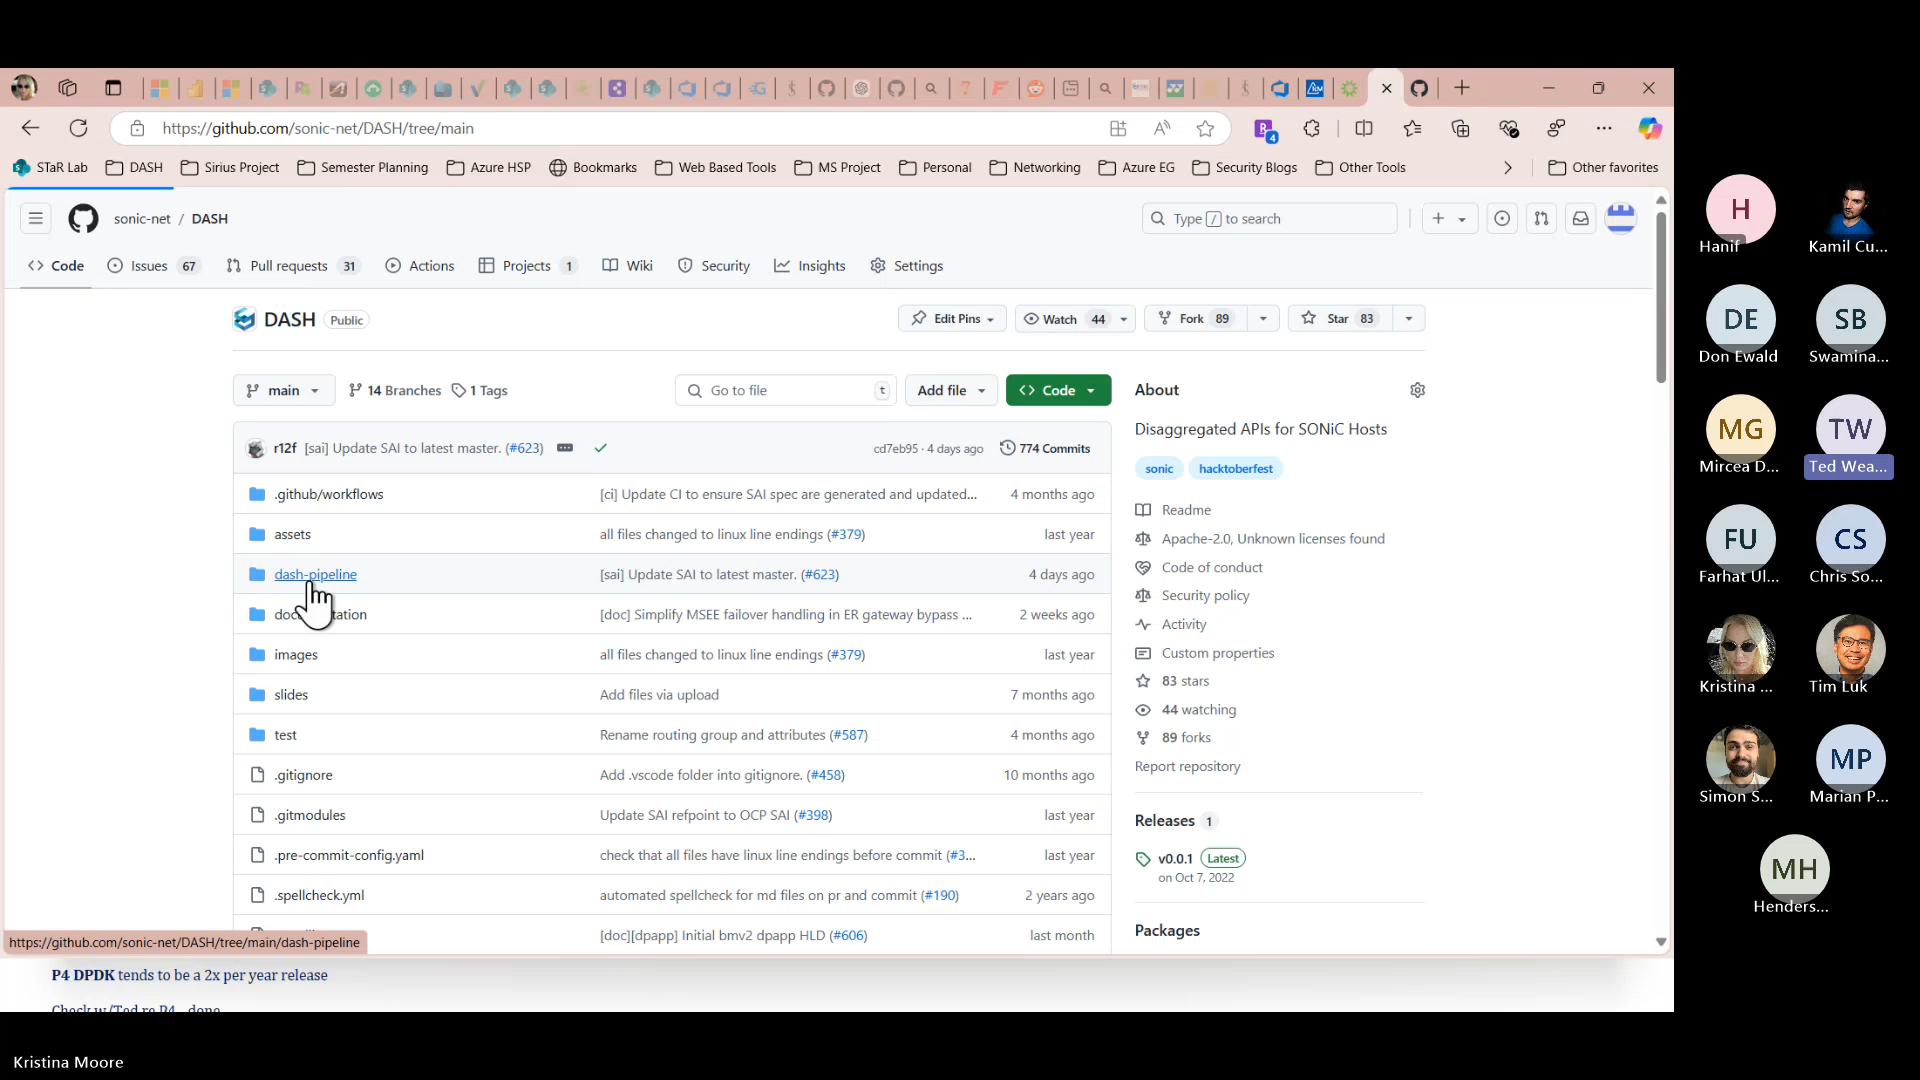 https://github.com/sonic-net/DASH/tree/main
STaR Lab DASH Sirius Project Semester Planning Azure HSP Bookmarks Web Based Tools MS Project Personal Networking Azure EG Security Blogs Other Tools Other favorites
sonic-net / DASH
Type / to search
Code Issues 67 Pull requests 31 Actions Projects 1 Wiki Security Insights Settings
DASH Public
Edit Pins Watch 44 Fork 89 Star 83
main 14 Branches 1 Tags Go to file t Add file Code
r12f [sai] Update SAI to latest master. (#623) cd7eb95 · 4 days ago 774 Commits
.github/workflows [ci] Update CI to ensure SAI spec are generated and updated... 4 months ago
assets all files changed to linux line endings (#379) last year
dash-pipeline [sai] Update SAI to latest master. (#623) 4 days ago
[doc] Simplify MSEE failover handling in ER gateway bypass ... 2 weeks ago
images all files changed to linux line endings (#379) last year
slides Add files via upload 7 months ago
test Rename routing group and attributes (#587) 4 months ago
.gitignore Add .vscode folder into gitignore. (#458) 10 months ago
.gitmodules Update SAI refpoint to OCP SAI (#398) last year
.pre-commit-config.yaml check that all files have linux line endings before commit (#3... last year
.spellcheck.yml automated spellcheck for md files on pr and commit (#190) 2 years ago
[doc][dpapp] Initial bmv2 dpapp HLD (#606) last month
About
Disaggregated APIs for SONiC Hosts
sonic hacktoberfest
Readme
Apache-2.0, Unknown licenses found
Code of conduct
Security policy
Activity
Custom properties
83 stars
44 watching
89 forks
Report repository
Releases 1
v0.0.1 Latest
on Oct 7, 2022
Packages
https://github.com/sonic-net/DASH/tree/main/dash-pipeline
P4 DPDK tends to be a 2x per year release
Check w/Ted re P4 - done
Kristina Moore
H
Hanif Kamil Cu...
DE SB
Don Ewald Swamina...
MG TW
Mircea D... Ted Wea...
FU CS
Farhat Ul... Chris So...
Kristina ... Tim Luk
MP
Simon S... Marian P...
MH
Henders...